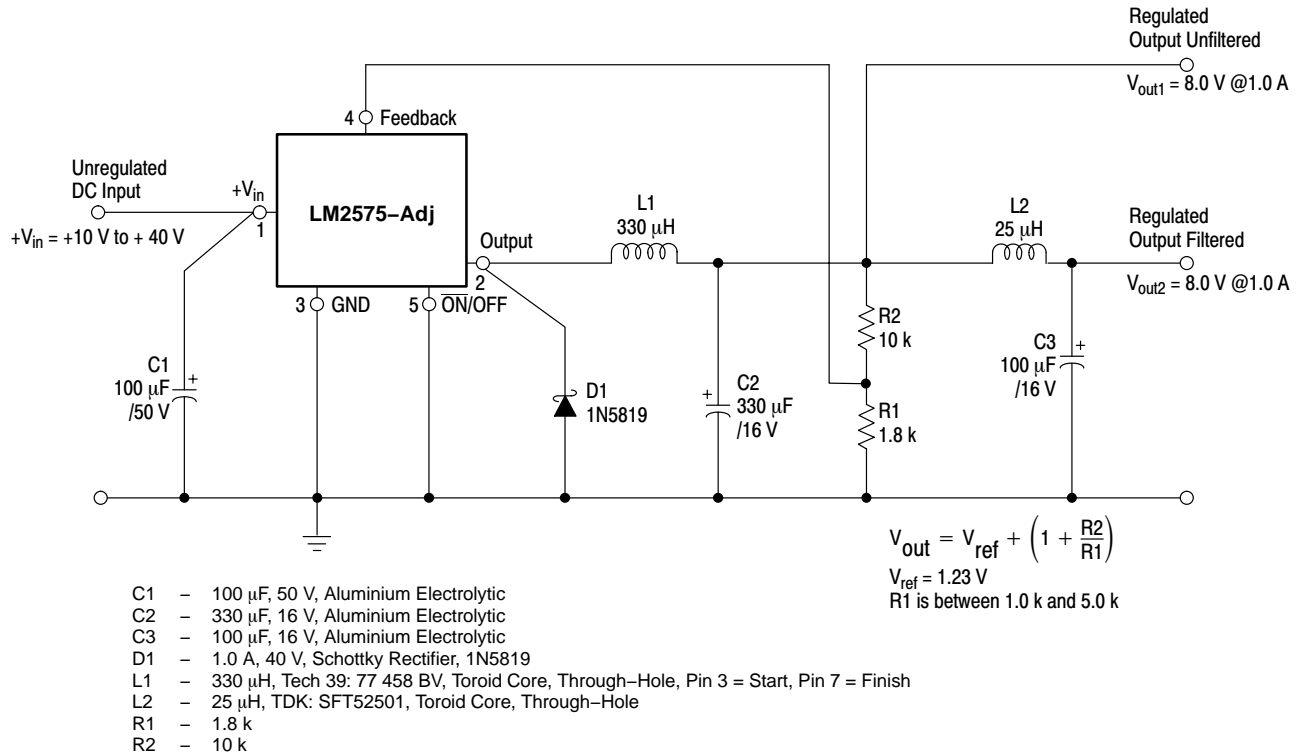 Regulated
Output Unfiltered
Vout1 = 8.0 V @1.0 A
4
Feedback
Unregulated
DC Input
+Vin
1
+Vin = +10 V to + 40 V
LM2575–Adj
Output
2
3
GND
5
ON/OFF
L1
330 μH
L2
25 μH
Regulated
Output Filtered
Vout2 = 8.0 V @1.0 A
C1
100 μF
/50 V
+
D1
1N5819
+
C2
330 μF
/16 V
R2
10 k
R1
1.8 k
C3
100 μF
/16 V
+
Vout = Vref + (1 + R2/R1)
Vref = 1.23 V
R1 is between 1.0 k and 5.0 k
C1 – 100 μF, 50 V, Aluminium Electrolytic
C2 – 330 μF, 16 V, Aluminium Electrolytic
C3 – 100 μF, 16 V, Aluminium Electrolytic
D1 – 1.0 A, 40 V, Schottky Rectifier, 1N5819
L1 – 330 μH, Tech 39: 77 458 BV, Toroid Core, Through–Hole, Pin 3 = Start, Pin 7 = Finish
L2 – 25 μH, TDK: SFT52501, Toroid Core, Through–Hole
R1 – 1.8 k
R2 – 10 k